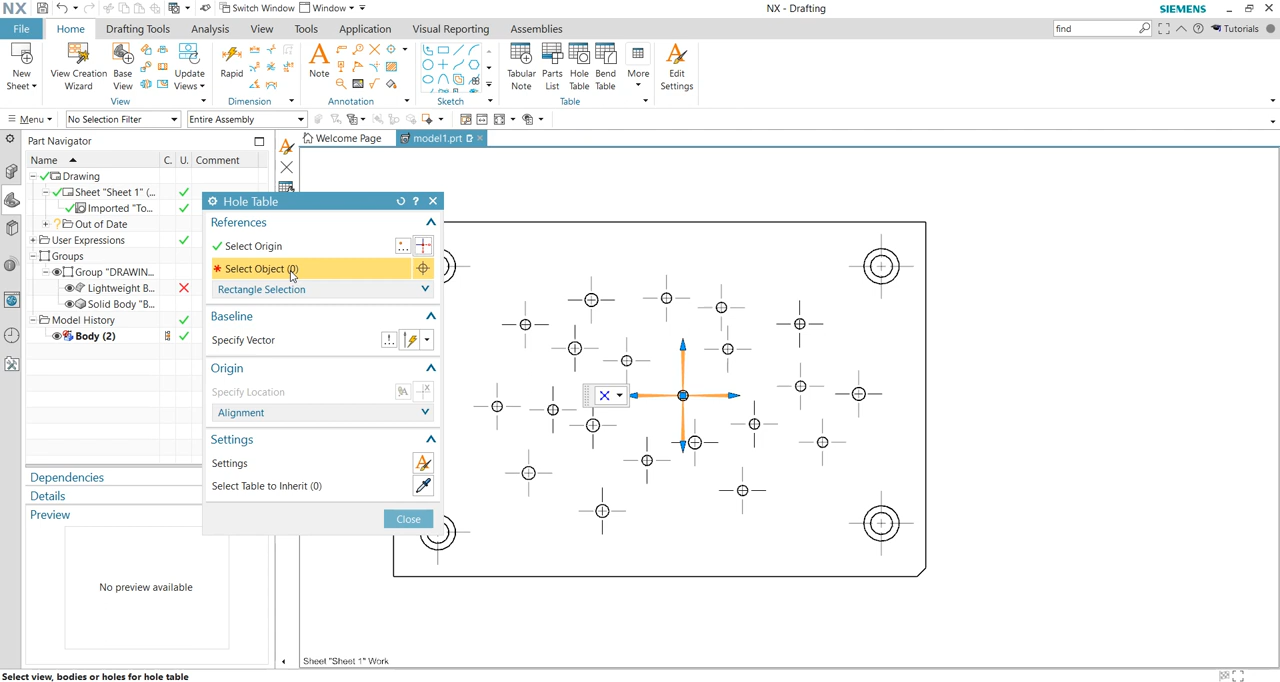 NX Switch Window Window NX - Drafting SIEMENS
File Home Drafting Tools Analysis View Tools Application Visual Reporting Assemblies find Tutorials
New Sheet View Creation Wizard Base View Update Views Rapid Note Tabular Note Parts List Hole Table Bend Table More Edit Settings
View Dimension Annotation Sketch Table
Menu No Selection Filter Entire Assembly
Part Navigator Welcome Page model1.prt
Name C. U. Comment
Drawing
Sheet "Sheet 1" (...
Imported "To...
Out of Date
User Expressions
Groups
Group "DRAWIN...
Lightweight B...
Solid Body "B...
Model History
Body (2)
Dependencies
Details
Preview
No preview available
Hole Table
References
Select Origin
* Select Object (0)
Rectangle Selection
Baseline
Specify Vector
Origin
Specify Location
Alignment
Settings
Settings
Select Table to Inherit (0)
Close
Sheet "Sheet 1" Work
Select view, bodies or holes for hole table